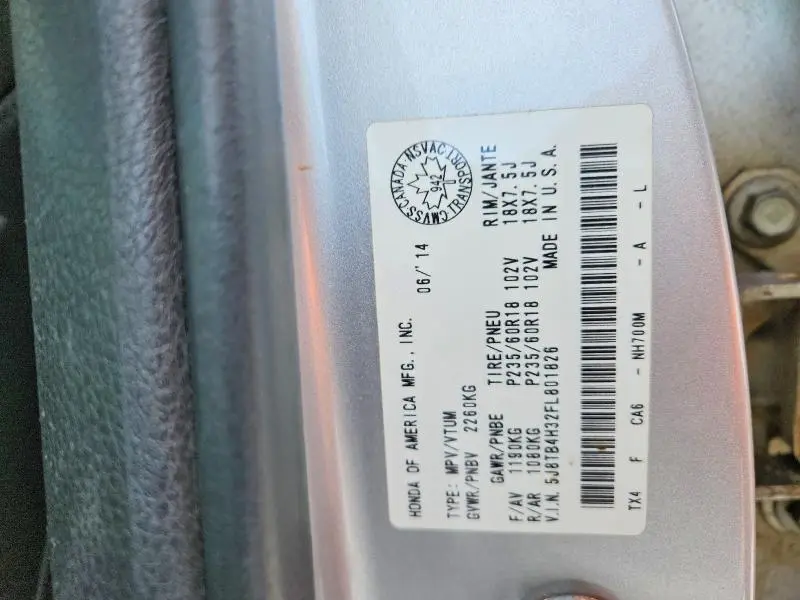 HONDA OF AMERICA MFG., INC. 06/'14
TYPE: MPV/VTUM
GVWR/PNBV 2260KG
GAWR/PNBE TIRE/PNEU RIM/JANTE
F/AV 1190KG P235/60R18 102V 18X7.5J
R/AR 1080KG P235/60R18 102V 18X7.5J
V.I.N. 5J8TB4H32FL801826 MADE IN U.S.A.
TX4 F CA6 - NH700M - A - L
CANADA NSVAC TRANSPORT CMVSS
942